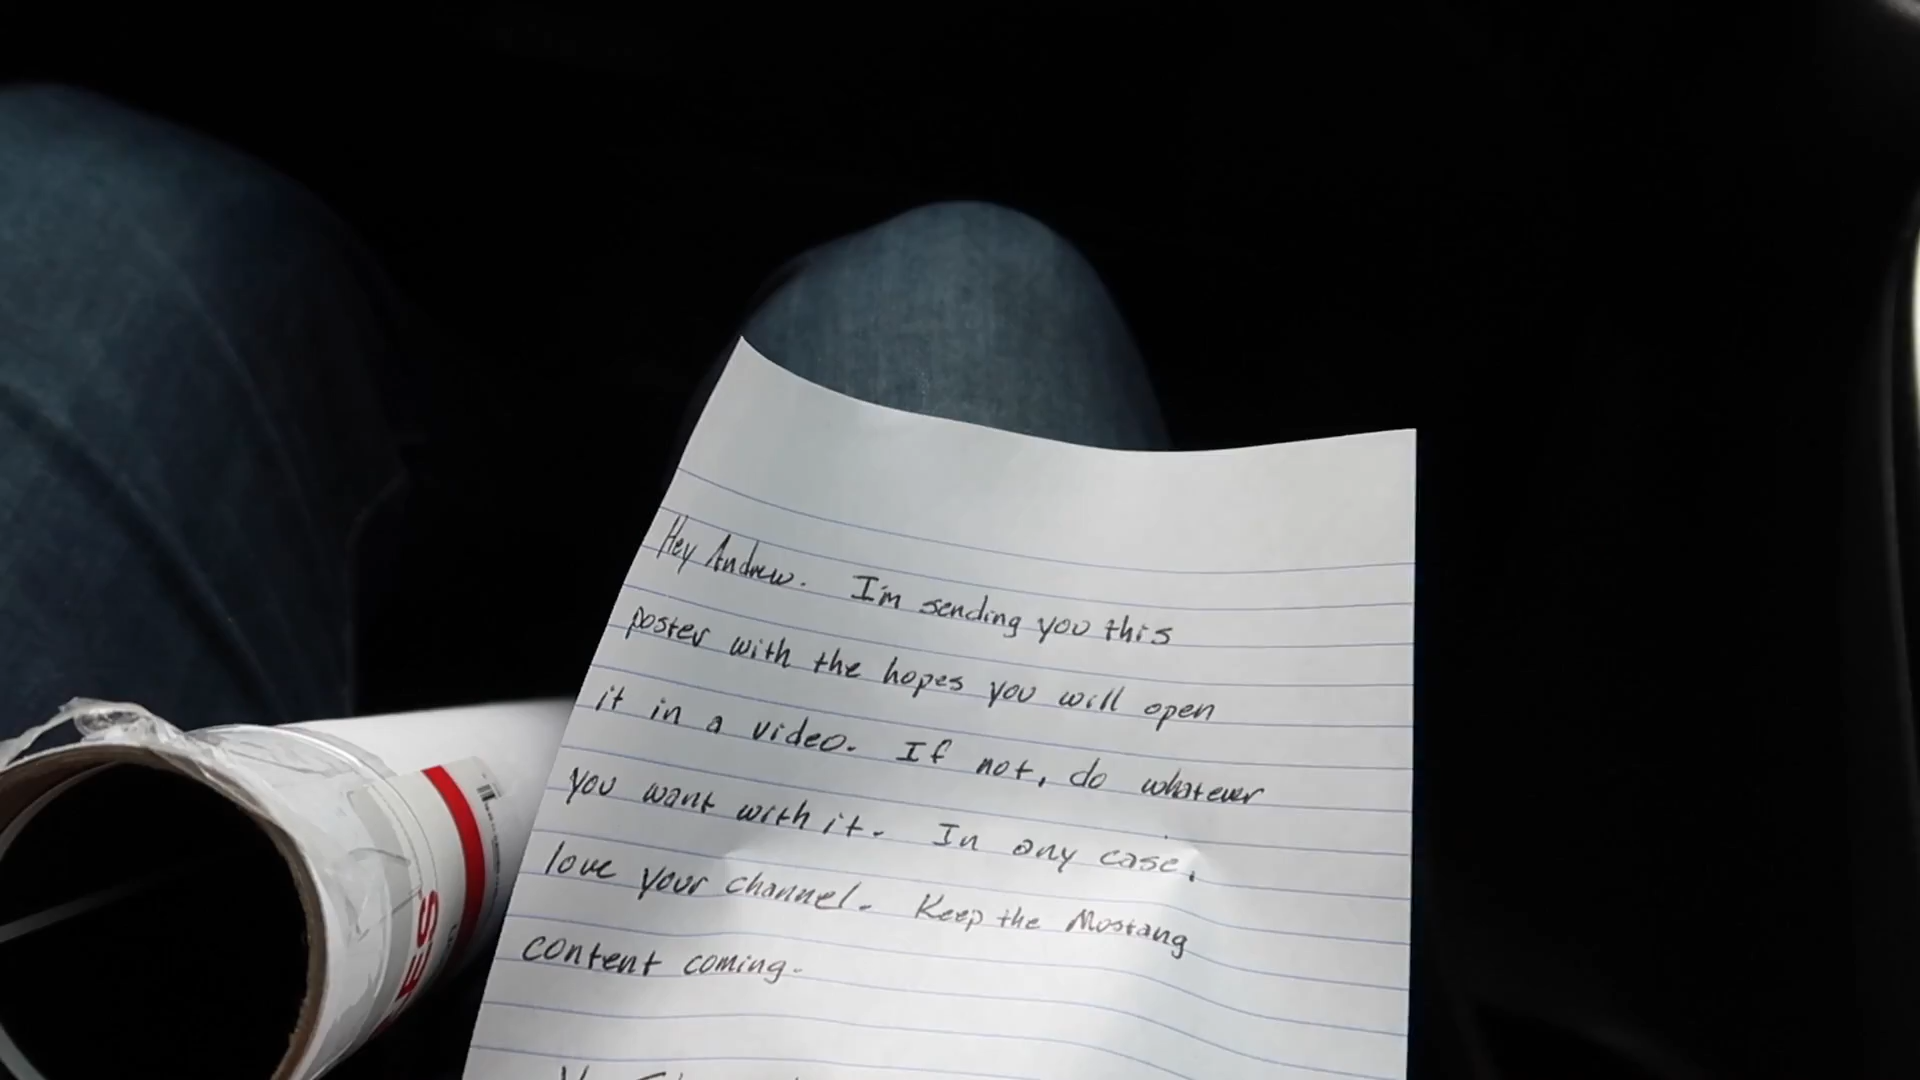 Hey Andrew. I'm sending you this
poster with the hopes you will open
it in a video. If not, do whatever
you want with it. In any case,
love your channel. Keep the Mustang
content coming.
ES